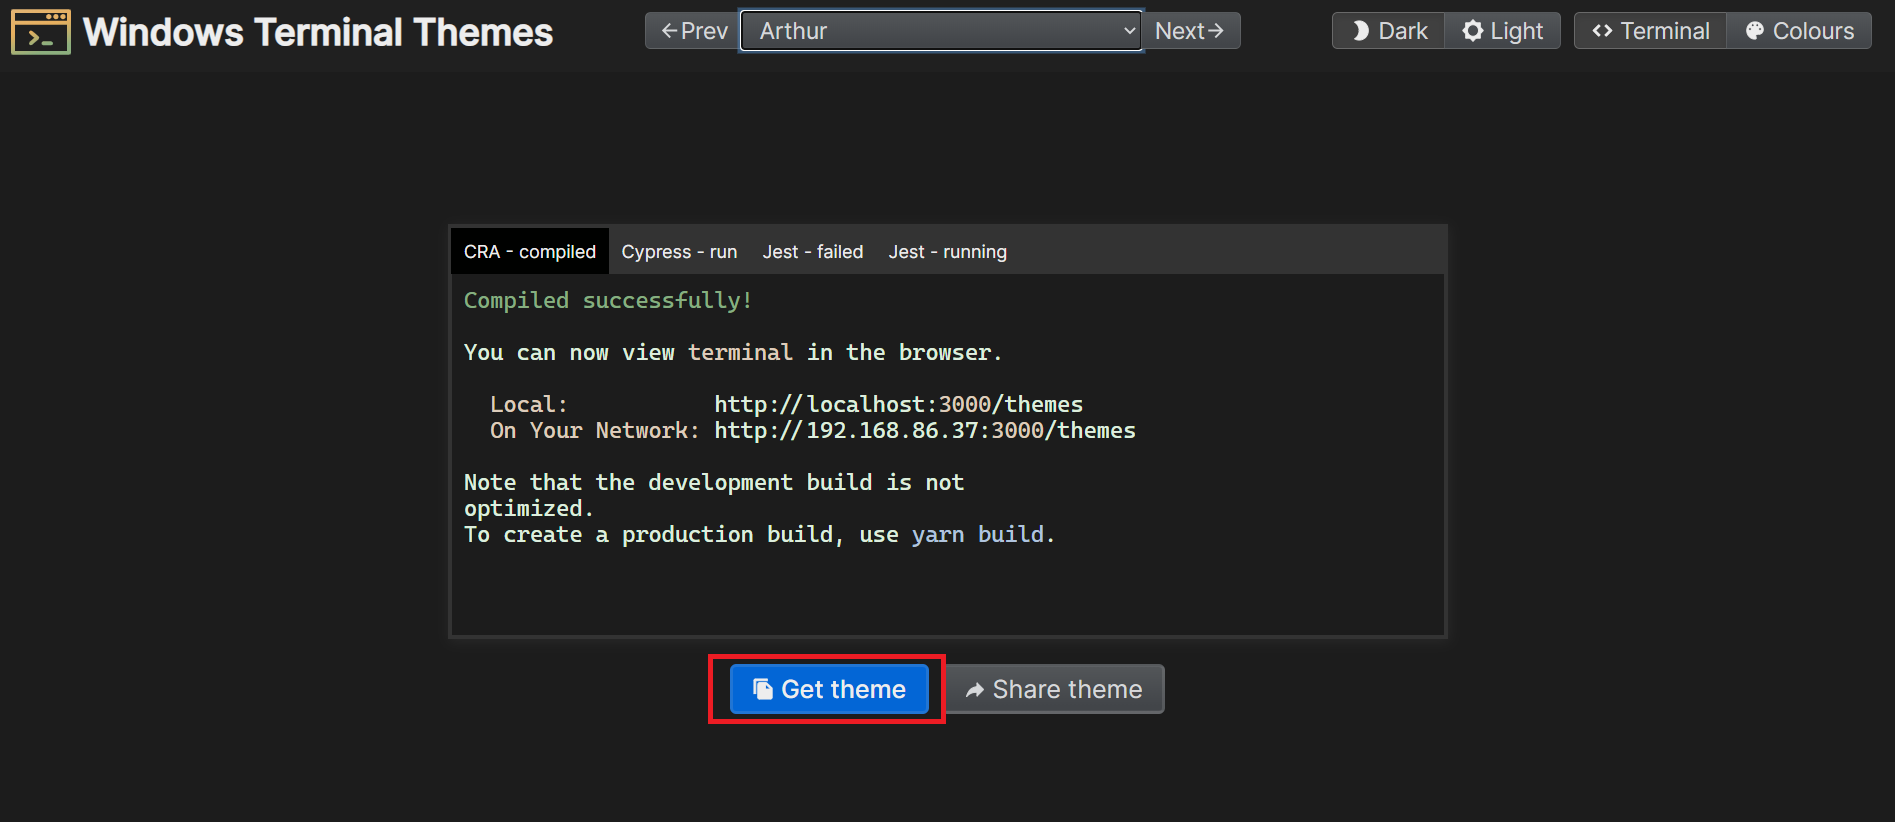 Windows Terminal Themes
←Prev
Arthur
Next→
Dark
Light
<> Terminal
Colours
CRA - compiled
Cypress - run
Jest - failed
Jest - running
Compiled successfully!
You can now view terminal in the browser.
Local: http://localhost:3000/themes
On Your Network: http://192.168.86.37:3000/themes
Note that the development build is not
optimized.
To create a production build, use yarn build.
Get theme
Share theme